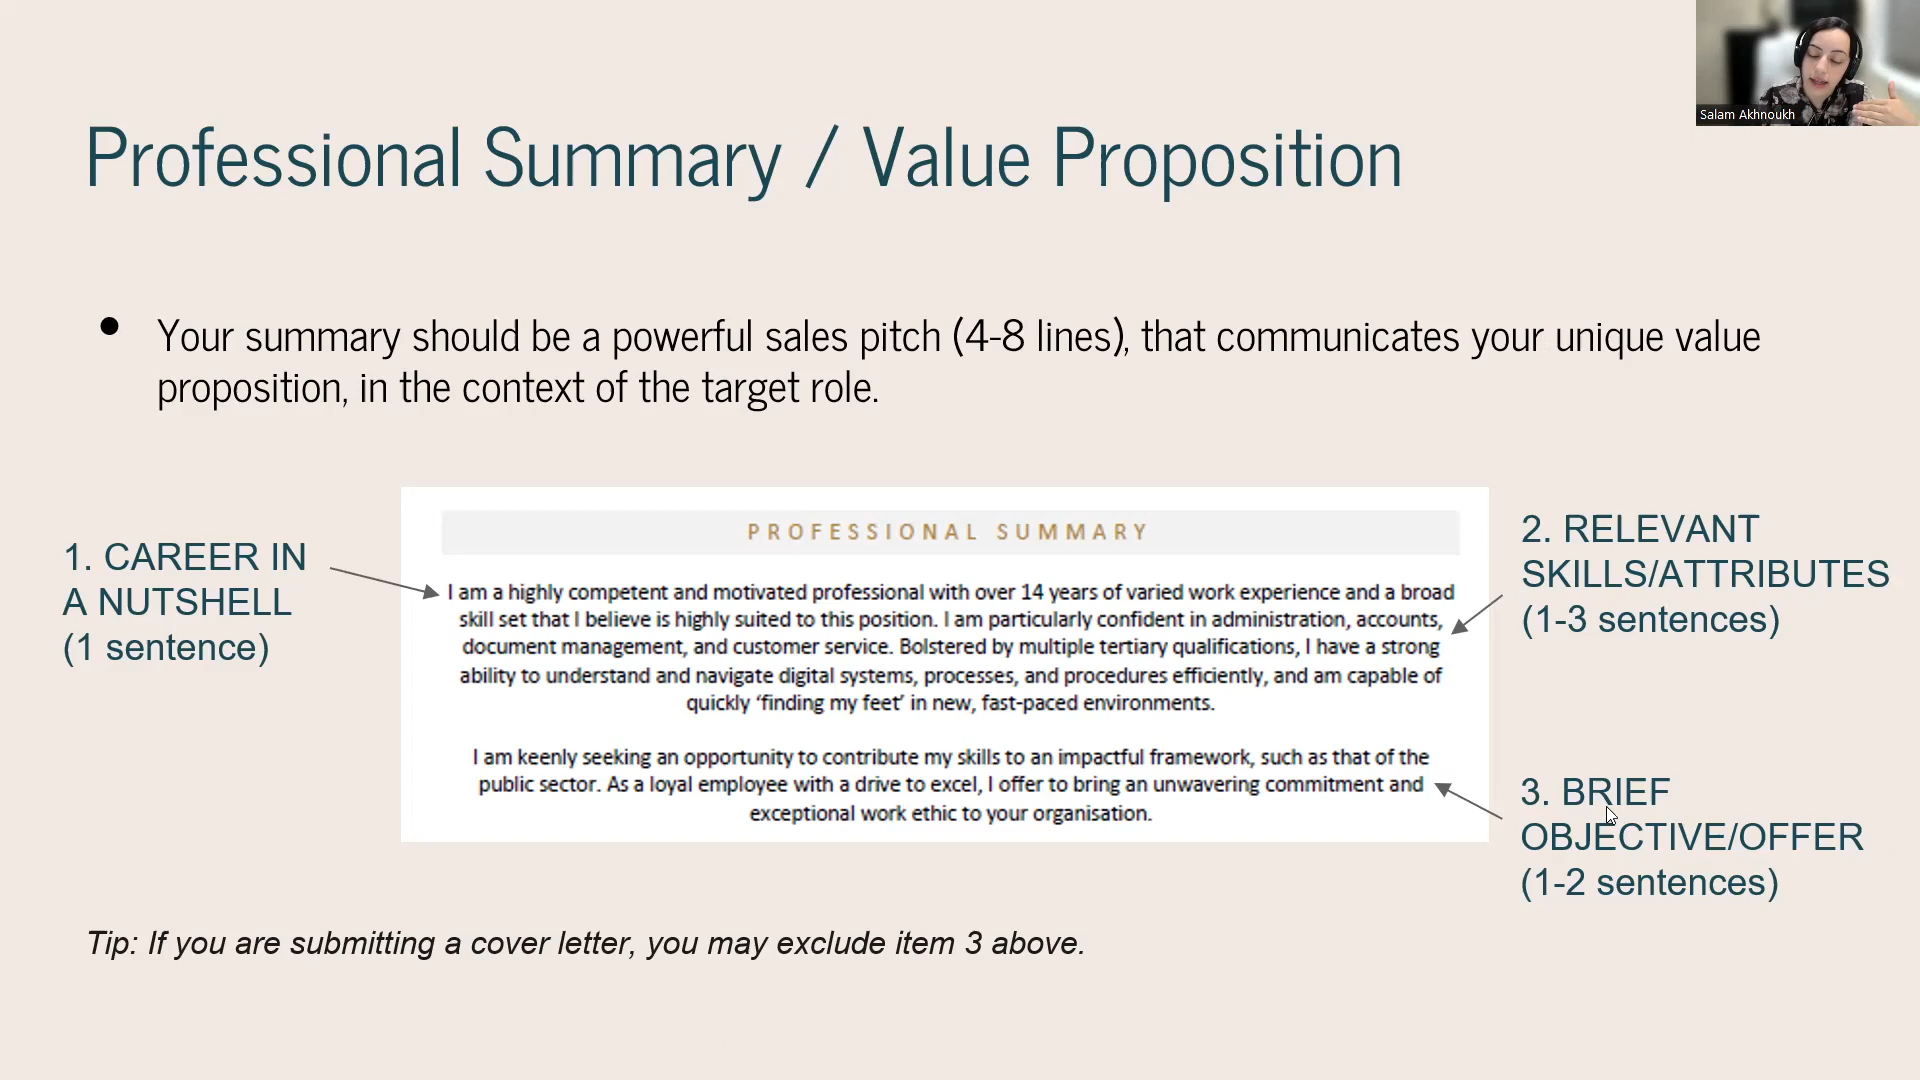 Salam Akhnoukh
Professional Summary / Value Proposition
• Your summary should be a powerful sales pitch (4-8 lines), that communicates your unique value
proposition, in the context of the target role.
1. CAREER IN
A NUTSHELL
(1 sentence)
PROFESSIONAL SUMMARY
I am a highly competent and motivated professional with over 14 years of varied work experience and a broad
skill set that I believe is highly suited to this position. I am particularly confident in administration, accounts,
document management, and customer service. Bolstered by multiple tertiary qualifications, I have a strong
ability to understand and navigate digital systems, processes, and procedures efficiently, and am capable of
quickly ‘finding my feet’ in new, fast-paced environments.
I am keenly seeking an opportunity to contribute my skills to an impactful framework, such as that of the
public sector. As a loyal employee with a drive to excel, I offer to bring an unwavering commitment and
exceptional work ethic to your organisation.
2. RELEVANT
SKILLS/ATTRIBUTES
(1-3 sentences)
3. BRIEF
OBJECTIVE/OFFER
(1-2 sentences)
Tip: If you are submitting a cover letter, you may exclude item 3 above.